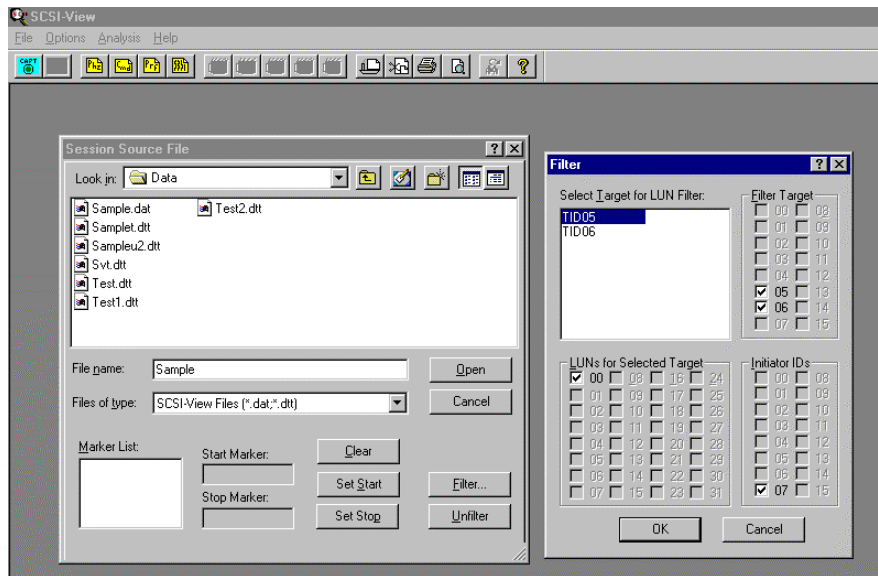 SCSI-View
File Options Analysis Help
CAPT Phz Cmd Prf
Session Source File
Look in: Data
Sample.dat Test2.dtt
Samplet.dtt
Sampleu2.dtt
Svt.dtt
Test.dtt
Test1.dtt
File name: Sample Open
Files of type: SCSI-View Files (*.dat;*.dtt) Cancel
Marker List: Start Marker: Clear
Set Start Filter...
Stop Marker:
Set Stop Unfilter
Filter
Select Target for LUN Filter:
TID05
TID06
Filter Target
00 08
01 09
02 10
03 11
04 12
05 13
06 14
07 15
LUNs for Selected Target
00 08 16 24
01 09 17 25
02 10 18 26
03 11 19 27
04 12 20 28
05 13 21 29
06 14 22 30
07 15 23 31
Initiator IDs
00 08
01 09
02 10
03 11
04 12
05 13
06 14
07 15
OK Cancel